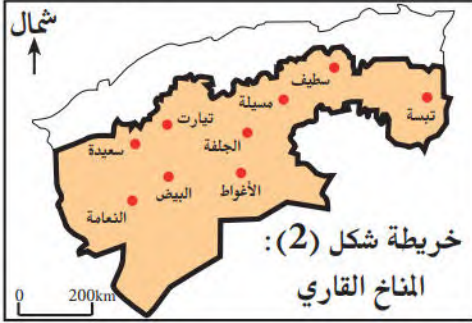 شمال
سطيف
مسيلة
تبسة
تيارت
الجلفة
سعيدة
الأغواط
البيض
النعامة
خريطة شكل (2):
المناخ القاري
0 200km